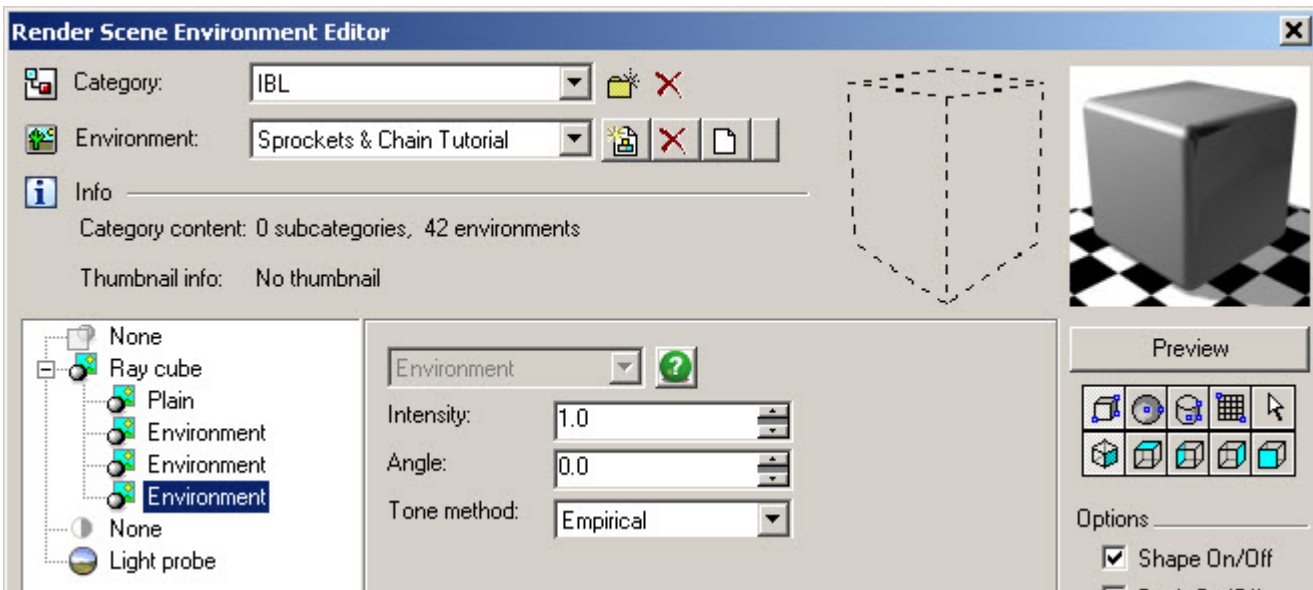 Render Scene Environment Editor
Category: IBL
Environment: Sprockets & Chain Tutorial
Info
Category content: 0 subcategories, 42 environments
Thumbnail info: No thumbnail
None
Ray cube
Plain
Environment
Environment
Environment
None
Light probe
Environment
Intensity: 1.0
Angle: 0.0
Tone method: Empirical
Preview
Options
Shape On/Off